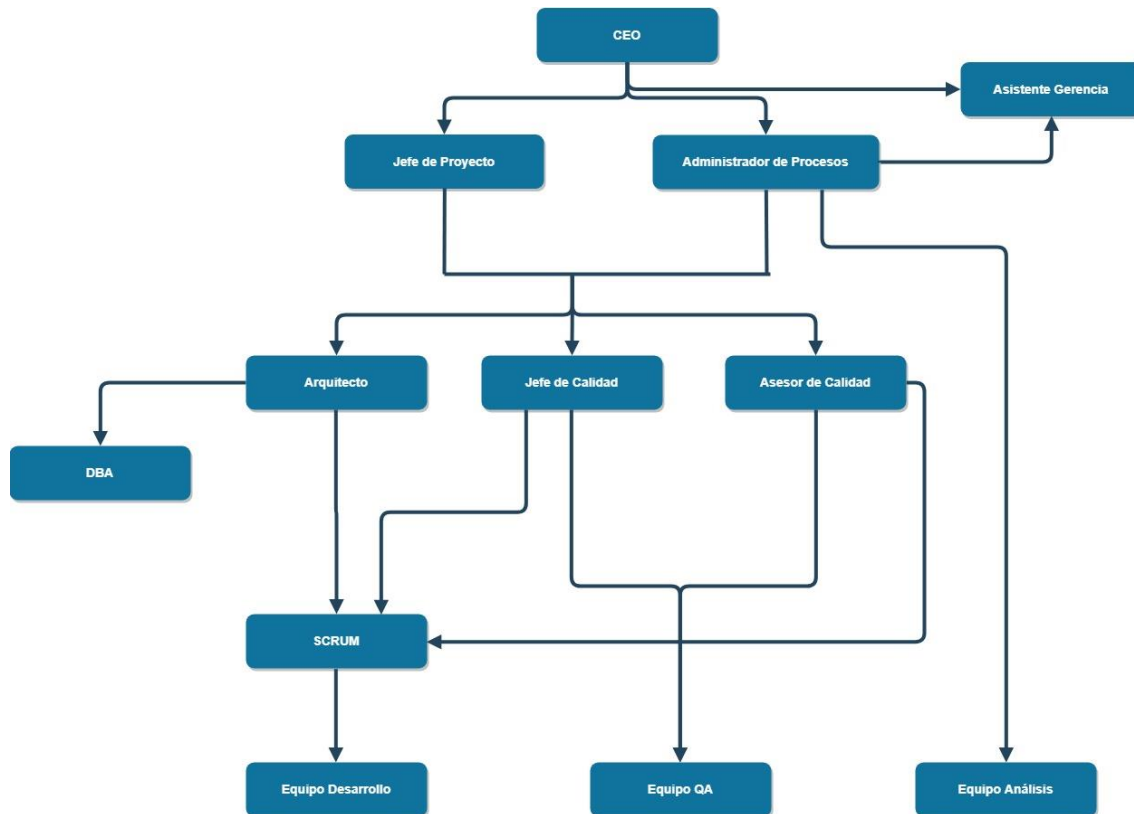 CEO
Asistente Gerencia
Jefe de Proyecto
Administrador de Procesos
Arquitecto
Jefe de Calidad
Asesor de Calidad
DBA
SCRUM
Equipo Desarrollo
Equipo QA
Equipo Análisis